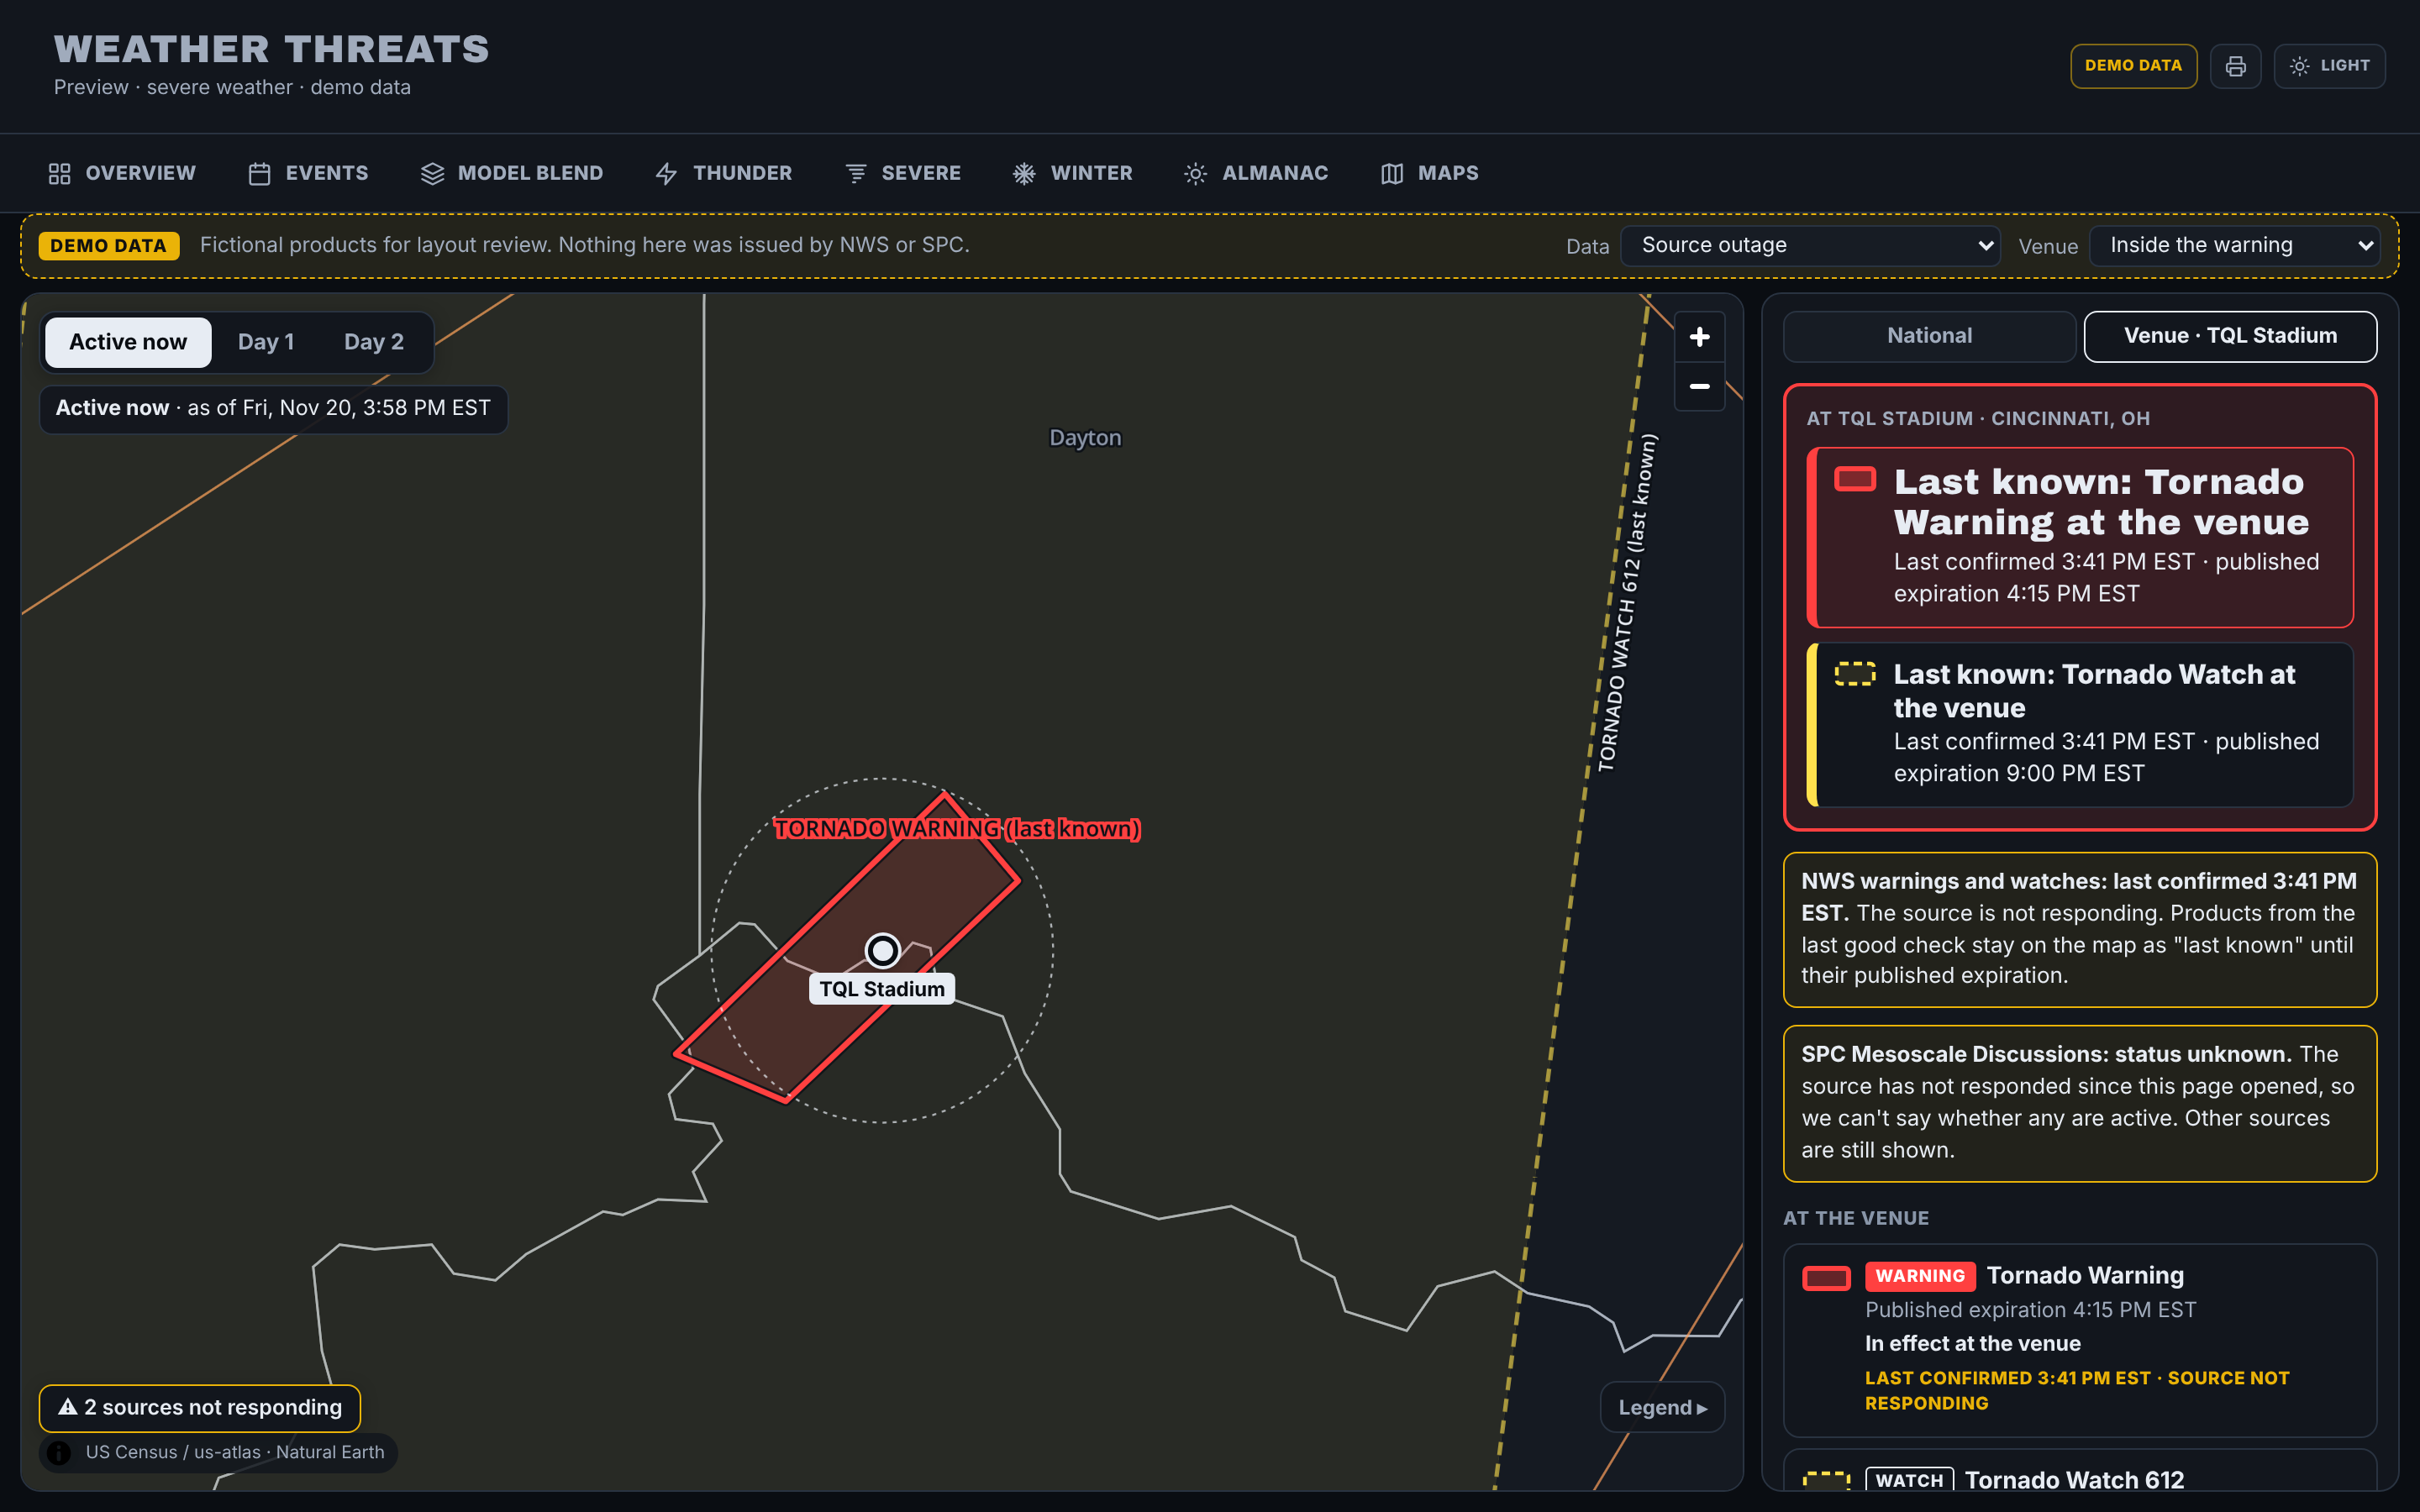 WEATHER THREATS
Preview · severe weather · demo data
DEMO DATA
LIGHT
OVERVIEW
EVENTS
MODEL BLEND
THUNDER
SEVERE
WINTER
ALMANAC
MAPS
DEMO DATA
Fictional products for layout review. Nothing here was issued by NWS or SPC.
Data
Source outage
Venue
Inside the warning
Active now
Day 1
Day 2
Active now · as of Fri, Nov 20, 3:58 PM EST
+
−
Dayton
TORNADO WATCH 612 (last known)
TORNADO WARNING (last known)
TQL Stadium
2 sources not responding
US Census / us-atlas · Natural Earth
Legend ▸
National
Venue · TQL Stadium
AT TQL STADIUM · CINCINNATI, OH
Last known: Tornado
Warning at the venue
Last confirmed 3:41 PM EST · published
expiration 4:15 PM EST
Last known: Tornado Watch at
the venue
Last confirmed 3:41 PM EST · published
expiration 9:00 PM EST
NWS warnings and watches: last confirmed 3:41 PM
EST. The source is not responding. Products from the
last good check stay on the map as "last known" until
their published expiration.
SPC Mesoscale Discussions: status unknown. The
source has not responded since this page opened, so
we can't say whether any are active. Other sources
are still shown.
AT THE VENUE
WARNING Tornado Warning
Published expiration 4:15 PM EST
In effect at the venue
LAST CONFIRMED 3:41 PM EST · SOURCE NOT
RESPONDING
WATCH Tornado Watch 612